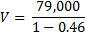 V = 79,000 / 1 − 0.46